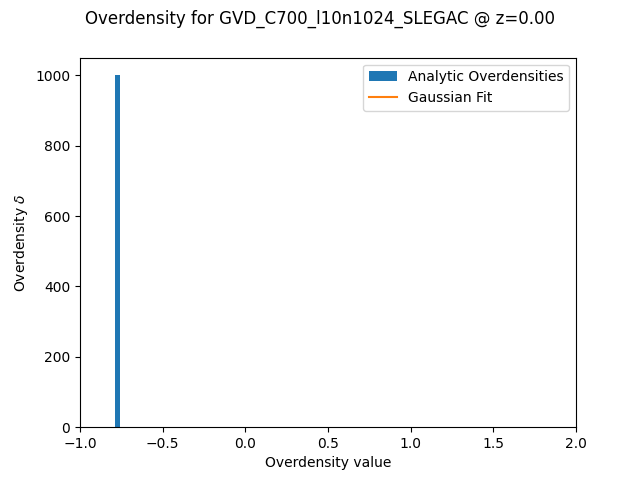 Overdensity for GVD_C700_l10n1024_SLEGAC @ z=0.00
Analytic Overdensities
Gaussian Fit
1000
800
600
400
200
0
Overdensity δ
−1.0 −0.5 0.0 0.5 1.0 1.5 2.0
Overdensity value